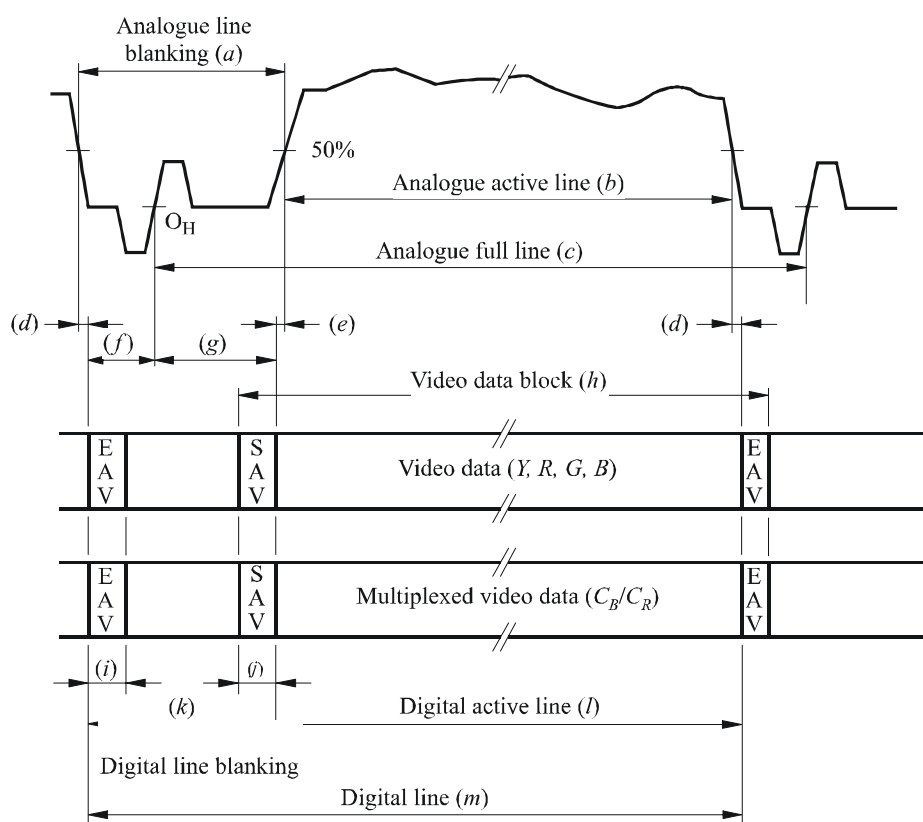 Analogue line
blanking (a)
50%
Analogue active line (b)
O_H
Analogue full line (c)
(d)
(e)
(d)
(f)
(g)
Video data block (h)
E
A
V
S
A
V
Video data (Y, R, G, B)
E
A
V
E
A
V
S
A
V
Multiplexed video data (C_B/C_R)
E
A
V
(i)
(j)
(k)
Digital active line (l)
Digital line blanking
Digital line (m)